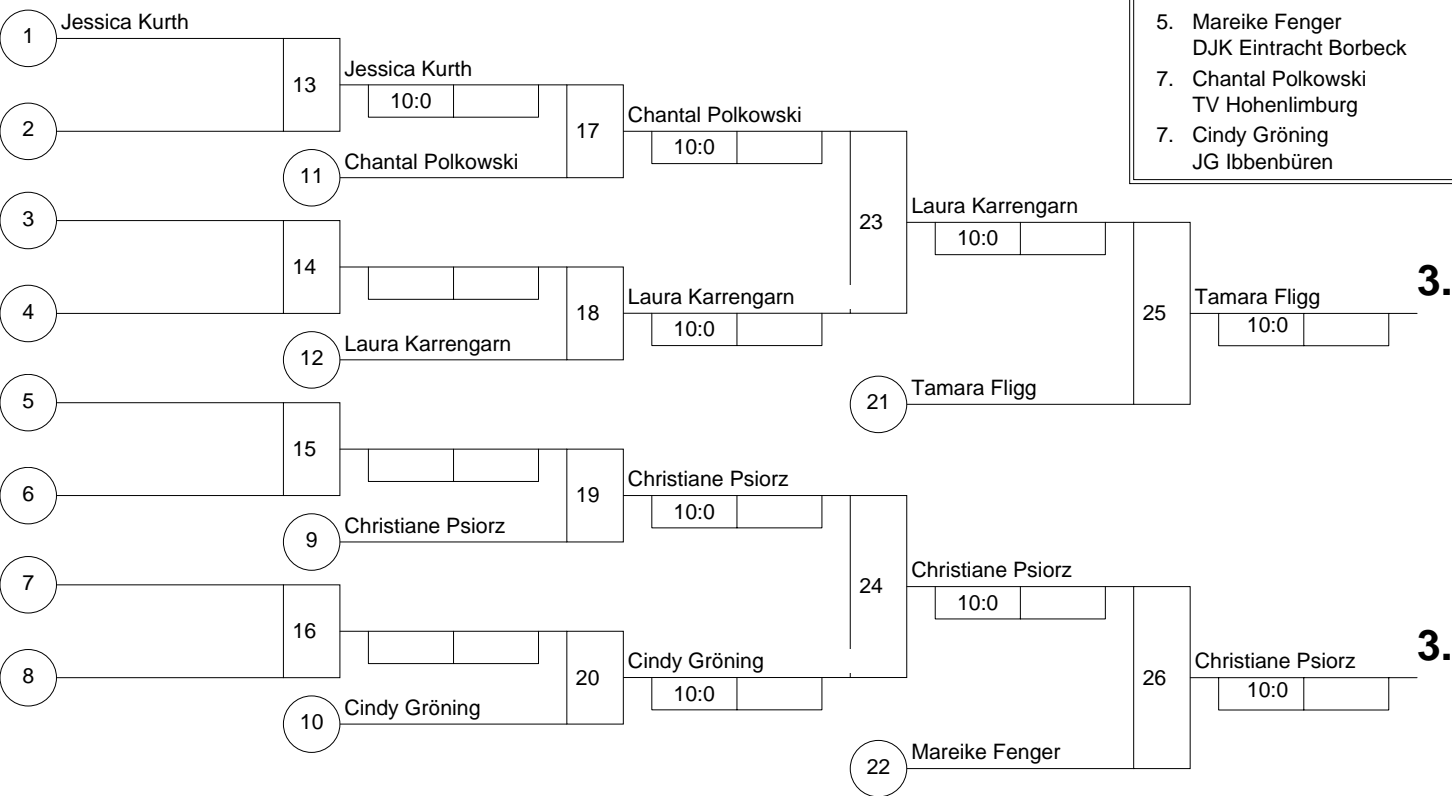 1
Jessica Kurth
5. Mareike Fenger
DJK Eintracht Borbeck
7. Chantal Polkowski
TV Hohenlimburg
7. Cindy Gröning
JG Ibbenbüren
13
Jessica Kurth
10:0
2
17
Chantal Polkowski
10:0
11
Chantal Polkowski
3
23
Laura Karrengarn
10:0
14
4
18
Laura Karrengarn
10:0
25
Tamara Fligg
3.
10:0
12
Laura Karrengarn
5
21
Tamara Fligg
15
6
19
Christiane Psiorz
10:0
9
Christiane Psiorz
7
24
Christiane Psiorz
10:0
16
8
20
Cindy Gröning
10:0
26
Christiane Psiorz
3.
10:0
10
Cindy Gröning
22
Mareike Fenger